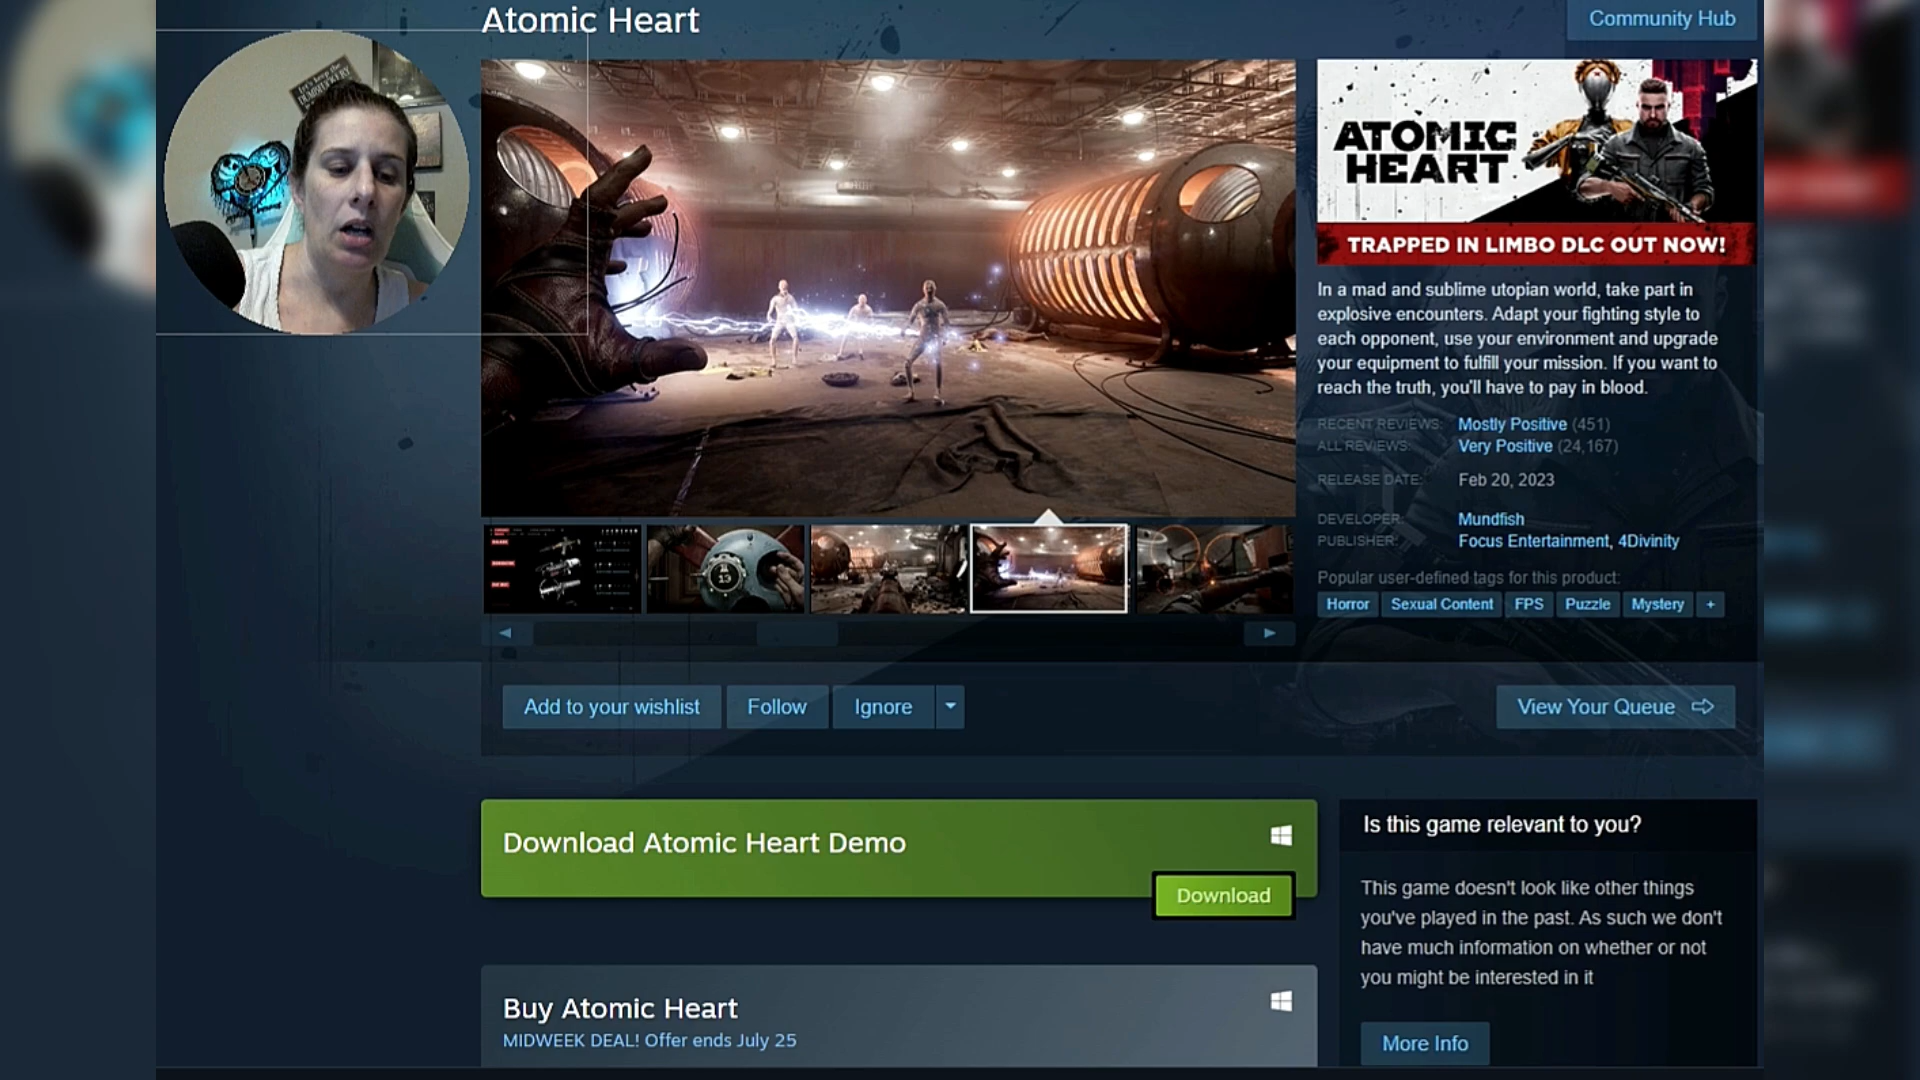 Atomic Heart
Community Hub
let's keep the
DUMBFUCKERY
ATOMIC
HEART
TRAPPED IN LIMBO DLC OUT NOW!
In a mad and sublime utopian world, take part in
explosive encounters. Adapt your fighting style to
each opponent, use your environment and upgrade
your equipment to fulfill your mission. If you want to
reach the truth, you'll have to pay in blood.
RECENT REVIEWS: Mostly Positive (451)
ALL REVIEWS: Very Positive (24,167)
RELEASE DATE: Feb 20, 2023
DEVELOPER: Mundfish
PUBLISHER: Focus Entertainment, 4Divinity
Popular user-defined tags for this product:
Horror Sexual Content FPS Puzzle Mystery +
13
Add to your wishlist Follow Ignore
View Your Queue
Download Atomic Heart Demo
Download
Buy Atomic Heart
MIDWEEK DEAL! Offer ends July 25
Is this game relevant to you?
This game doesn't look like other things
you've played in the past. As such we don't
have much information on whether or not
you might be interested in it
More Info